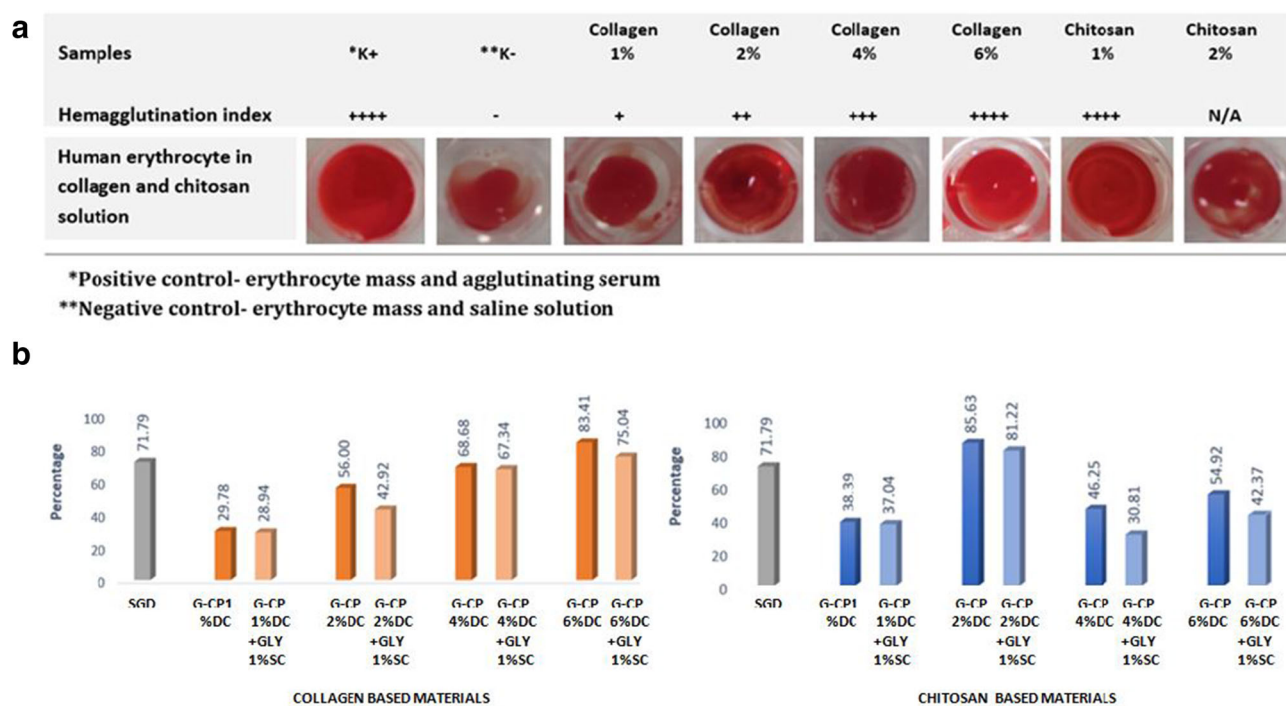 a
Samples *K+ **K- Collagen 1% Collagen 2% Collagen 4% Collagen 6% Chitosan 1% Chitosan 2%
Hemagglutination index ++++ - + ++ +++ ++++ ++++ N/A
Human erythrocyte in
collagen and chitosan
solution
*Positive control- erythrocyte mass and agglutinating serum
**Negative control- erythrocyte mass and saline solution
b
Percentage
100
80
60
40
20
0
71.79 29.78 28.94 56.00 42.92 68.68 67.34 83.41 75.04
SGD G-CP1 G-CP G-CP G-CP G-CP G-CP G-CP G-CP
%DC 1%DC 2%DC 2%DC 4%DC 4%DC 6%DC 6%DC
+GLY +GLY +GLY +GLY
1%SC 1%SC 1%SC 1%SC
COLLAGEN BASED MATERIALS
Percentage
100
80
60
40
20
0
71.79 38.39 37.04 85.63 81.22 46.25 30.81 54.92 42.37
SGD G-CP1 G-CP G-CP G-CP G-CP G-CP G-CP G-CP
%DC 1%DC 2%DC 2%DC 4%DC 4%DC 6%DC 6%DC
+GLY +GLY +GLY +GLY
1%SC 1%SC 1%SC 1%SC
CHITOSAN BASED MATERIALS